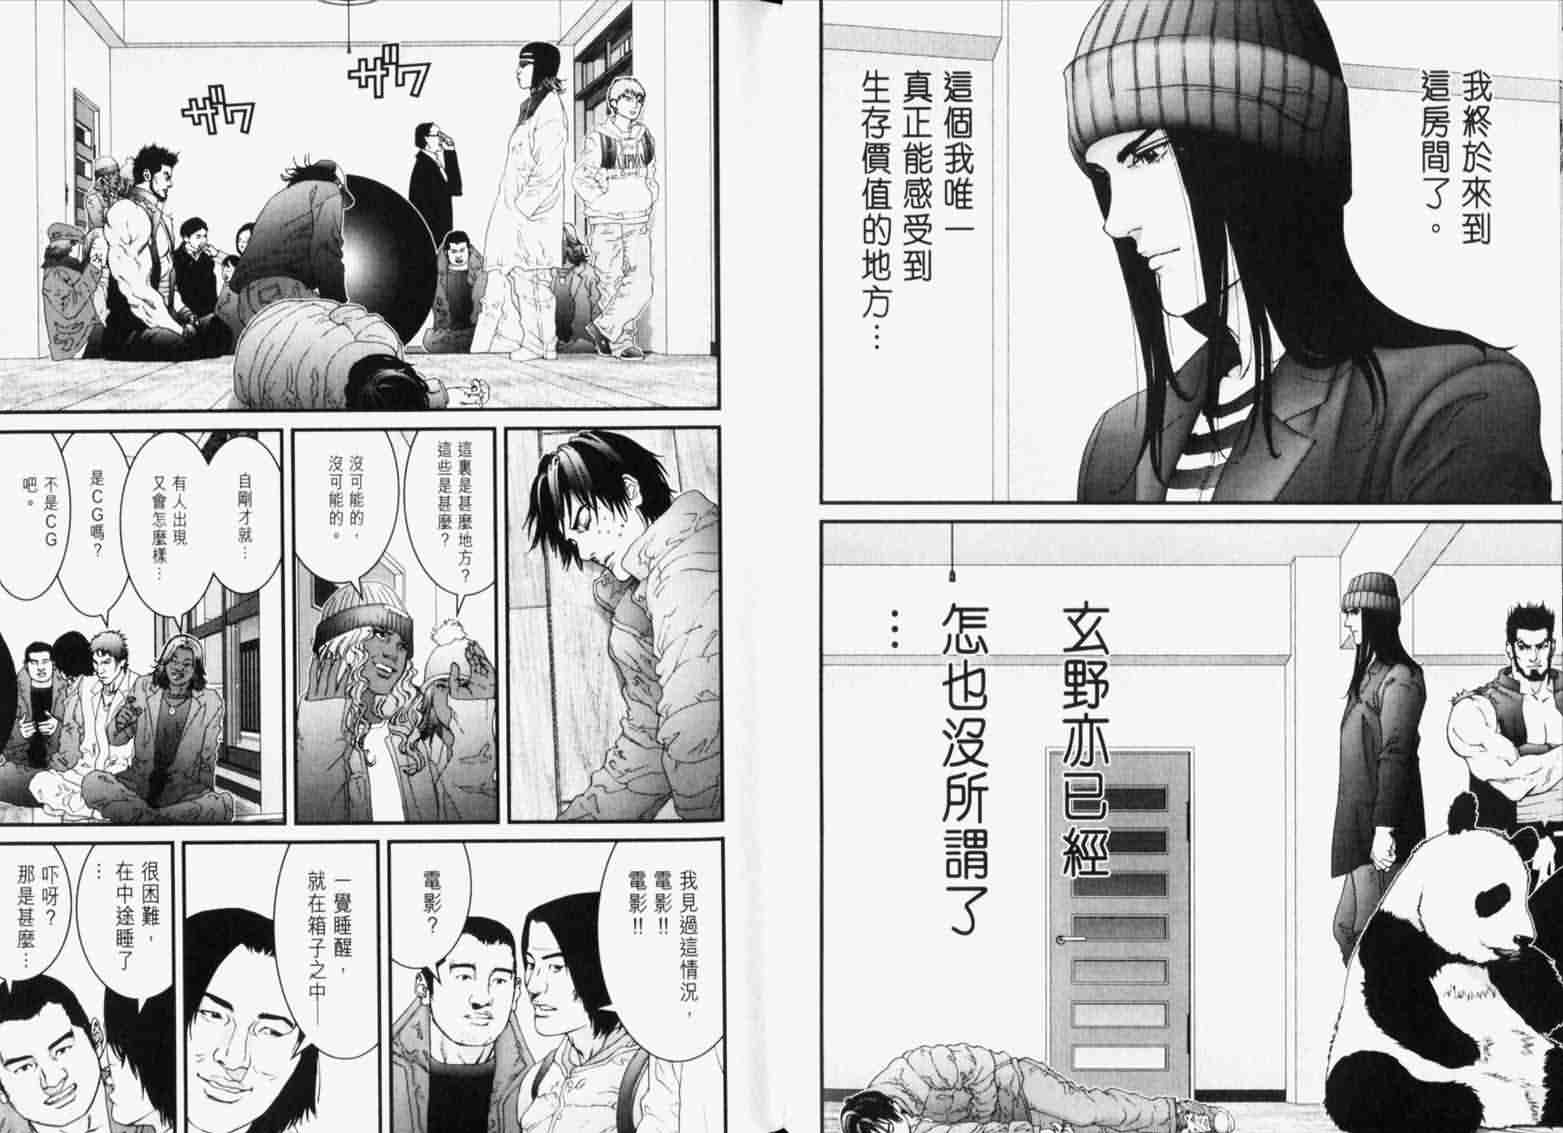 我終於來到
這房間了。
這個我唯一
真正能感受到
生存價值的地方…
玄野亦已經
怎也沒所謂了
…
ザワ
ザワ
這裏是甚麼地方？
這些是甚麼？
沒可能的，
沒可能的。
自剛才就…
有人出現
又會怎麼樣…
是CG嗎？
不是CG
吧。
我見過這情況，
電影!!
電影!!
電影？
一覺睡醒，
就在箱子之中—
很困難，
在中途睡了
…
吓呀？
那是甚麼…